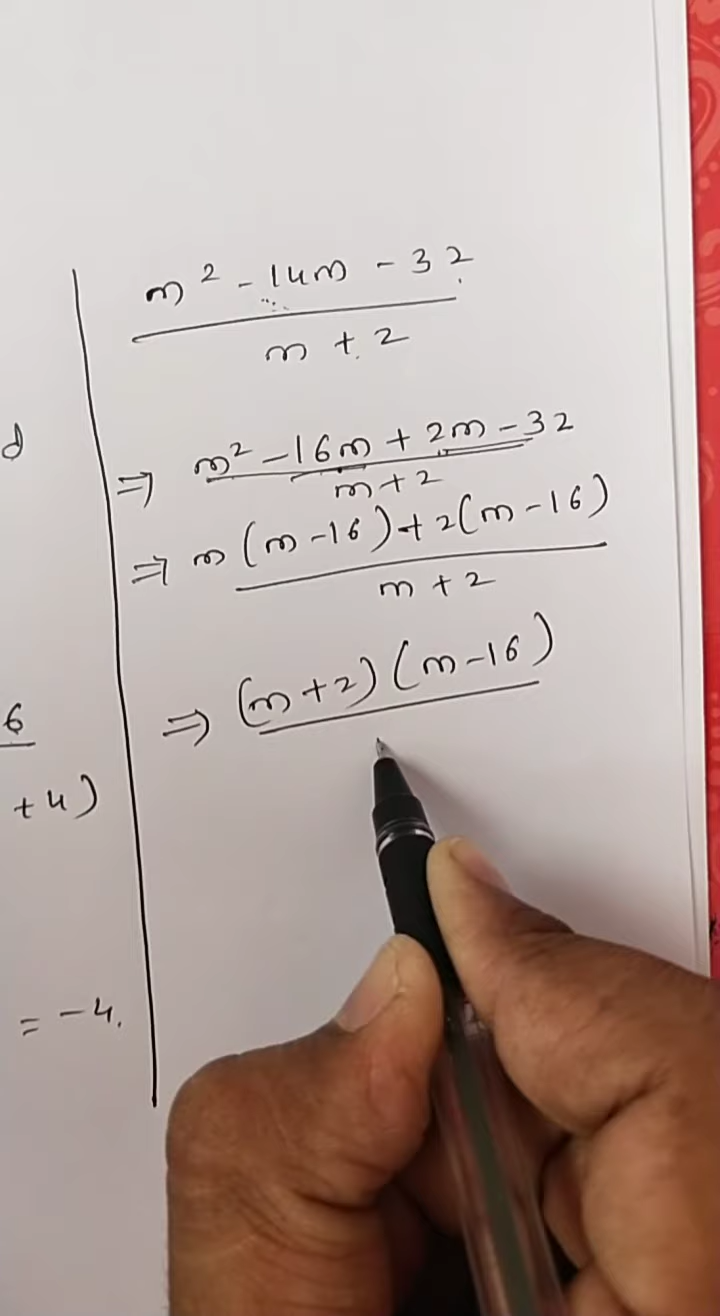 d
6
+4)
= -4.
m² - 14m - 32
m + 2
⇒ m² - 16m + 2m - 32
m + 2
⇒ m (m - 16) + 2(m - 16)
m + 2
⇒ (m + 2) (m - 16)